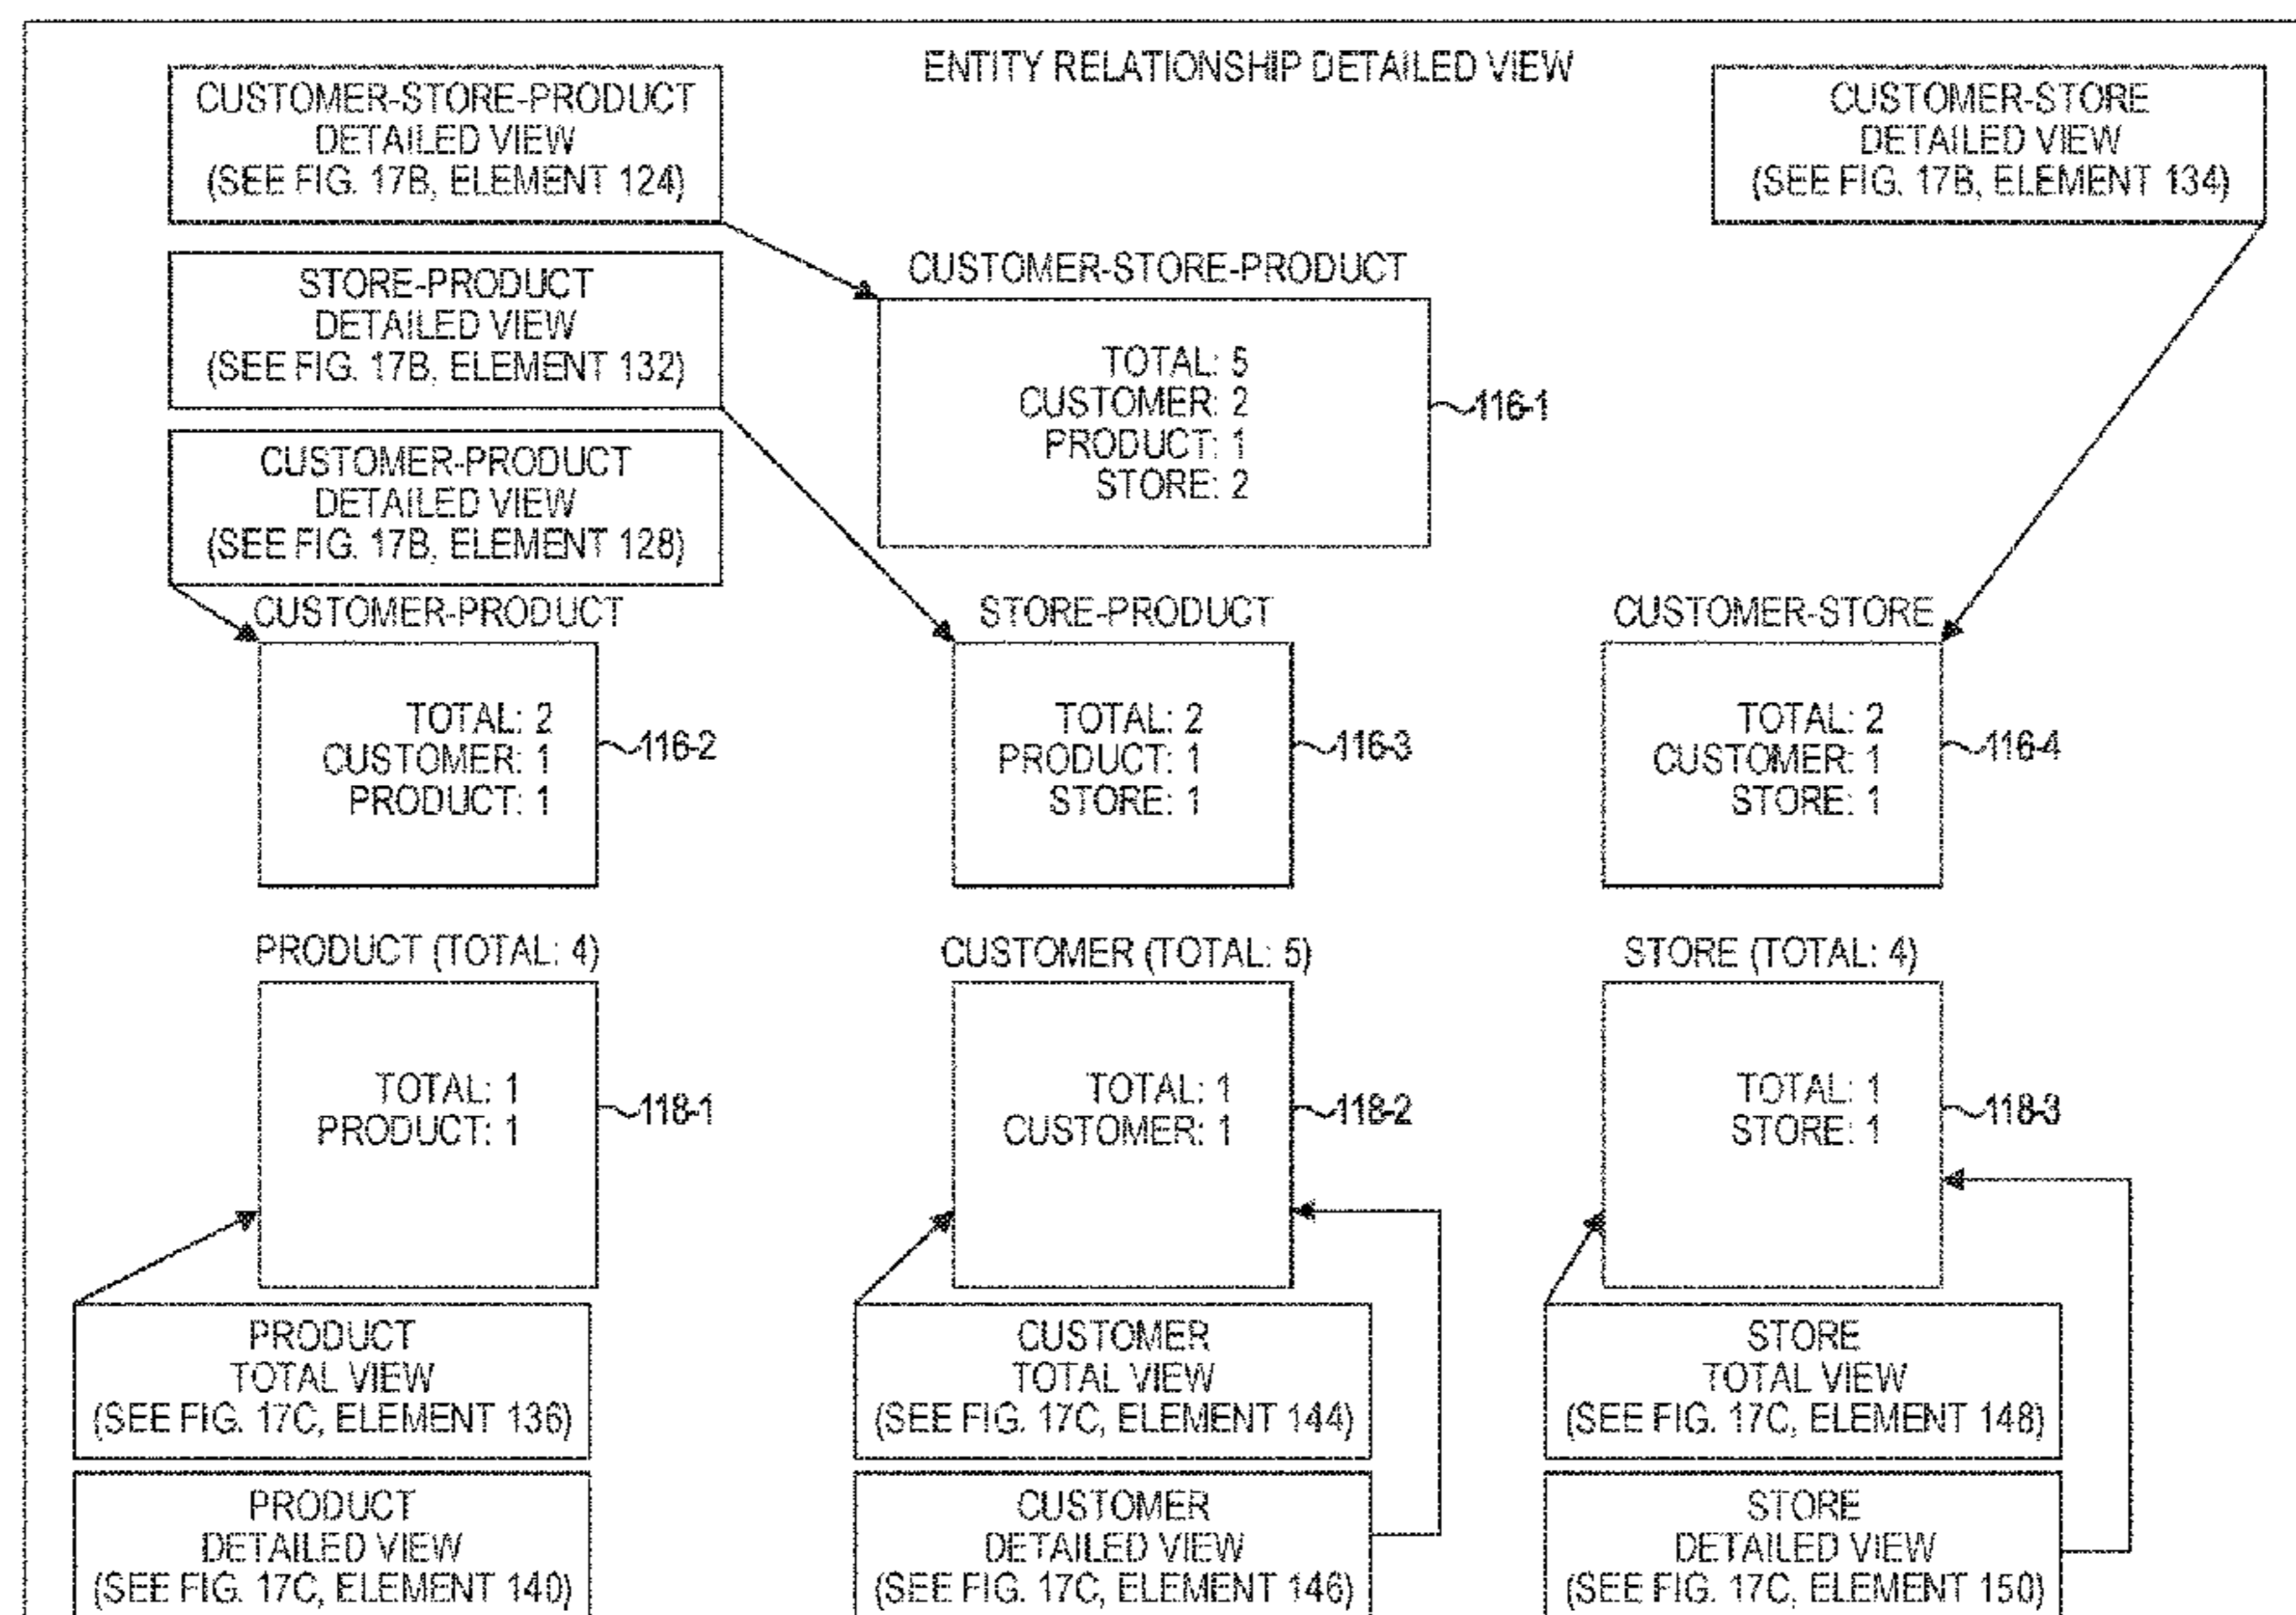 ENTITY RELATIONSHIP DETAILED VIEW
CUSTOMER-STORE-PRODUCT
DETAILED VIEW
(SEE FIG. 17B, ELEMENT 124)
CUSTOMER-STORE
DETAILED VIEW
(SEE FIG. 17B, ELEMENT 134)
STORE-PRODUCT
DETAILED VIEW
(SEE FIG. 17B, ELEMENT 132)
CUSTOMER-STORE-PRODUCT
TOTAL: 5
CUSTOMER: 2
PRODUCT: 1
STORE: 2
116-1
CUSTOMER-PRODUCT
DETAILED VIEW
(SEE FIG. 17B, ELEMENT 128)
CUSTOMER-PRODUCT
TOTAL: 2
CUSTOMER: 1
PRODUCT: 1
116-2
STORE-PRODUCT
TOTAL: 2
PRODUCT: 1
STORE: 1
116-3
CUSTOMER-STORE
TOTAL: 2
CUSTOMER: 1
STORE: 1
116-4
PRODUCT (TOTAL: 4)
TOTAL: 1
PRODUCT: 1
118-1
CUSTOMER (TOTAL: 5)
TOTAL: 1
CUSTOMER: 1
118-2
STORE (TOTAL: 4)
TOTAL: 1
STORE: 1
118-3
PRODUCT
TOTAL VIEW
(SEE FIG. 17C, ELEMENT 136)
CUSTOMER
TOTAL VIEW
(SEE FIG. 17C, ELEMENT 144)
STORE
TOTAL VIEW
(SEE FIG. 17C, ELEMENT 148)
PRODUCT
DETAILED VIEW
(SEE FIG. 17C, ELEMENT 140)
CUSTOMER
DETAILED VIEW
(SEE FIG. 17C, ELEMENT 146)
STORE
DETAILED VIEW
(SEE FIG. 17C, ELEMENT 150)